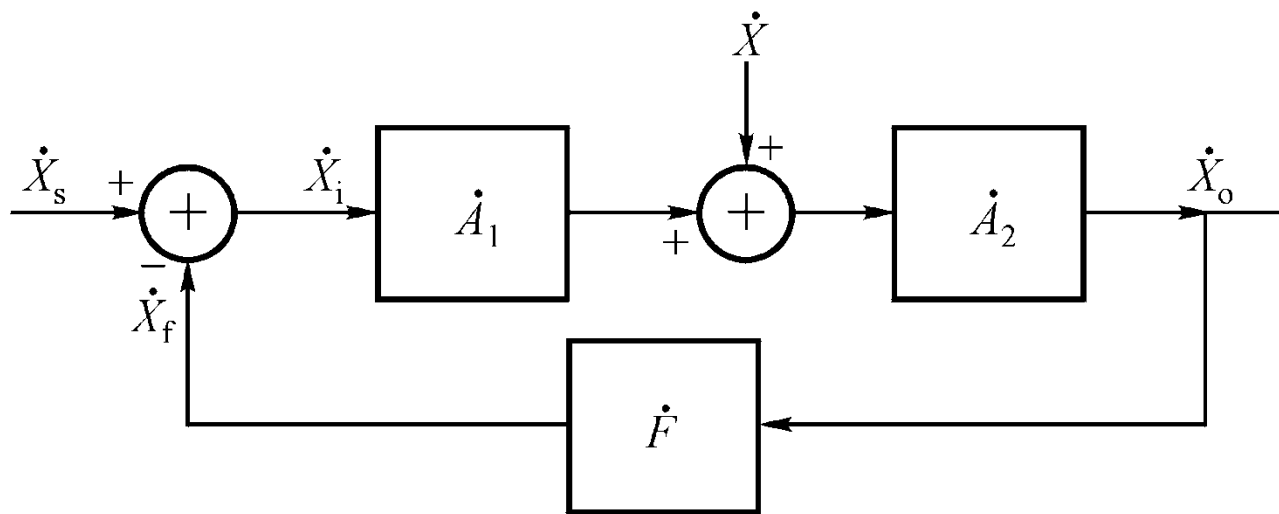 Ẋ
Ẋs + + Ẋi Ȧ1 + + + Ȧ2 Ẋo
−
Ẋf
Ḟ